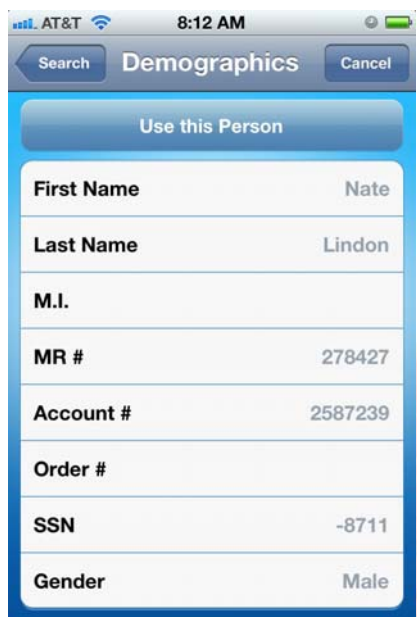 AT&T 8:12 AM
Search Demographics Cancel
Use this Person
First Name Nate
Last Name Lindon
M.I.
MR # 278427
Account # 2587239
Order #
SSN -8711
Gender Male